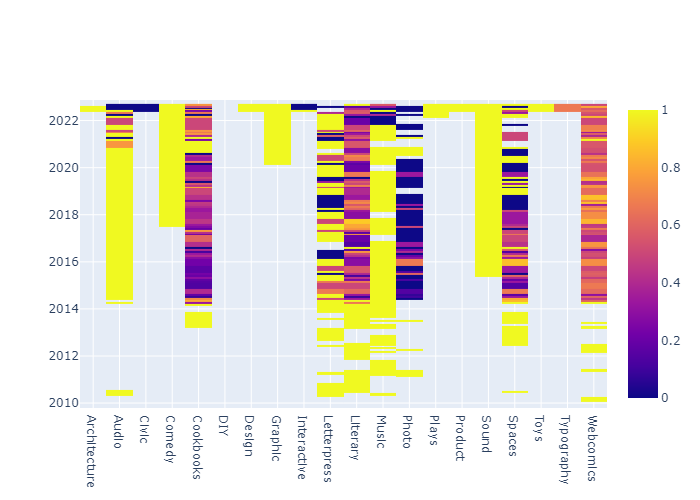 2022
2020
2018
2016
2014
2012
2010
1
0.8
0.6
0.4
0.2
0
Architecture
Audio
Civic
Comedy
Cookbooks
DIY
Design
Graphic
Interactive
Letterpress
Literary
Music
Photo
Plays
Product
Sound
Spaces
Toys
Typography
Webcomics